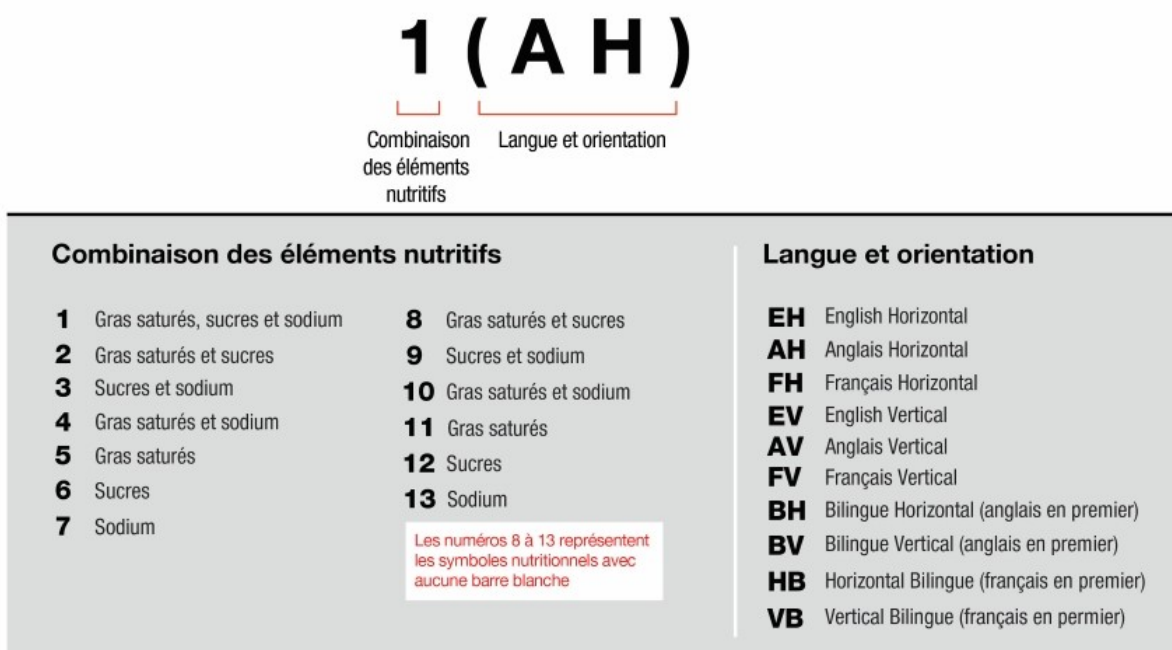 1 ( A H )
Combinaison
des éléments
nutritifs
Langue et orientation
Combinaison des éléments nutritifs
1 Gras saturés, sucres et sodium
2 Gras saturés et sucres
3 Sucres et sodium
4 Gras saturés et sodium
5 Gras saturés
6 Sucres
7 Sodium
8 Gras saturés et sucres
9 Sucres et sodium
10 Gras saturés et sodium
11 Gras saturés
12 Sucres
13 Sodium
Les numéros 8 à 13 représentent
les symboles nutritionnels avec
aucune barre blanche
Langue et orientation
EH English Horizontal
AH Anglais Horizontal
FH Français Horizontal
EV English Vertical
AV Anglais Vertical
FV Français Vertical
BH Bilingue Horizontal (anglais en premier)
BV Bilingue Vertical (anglais en premier)
HB Horizontal Bilingue (français en premier)
VB Vertical Bilingue (français en permier)